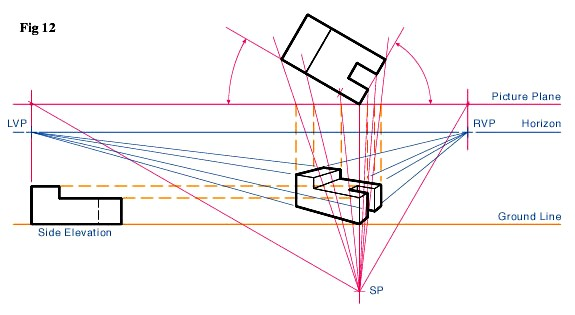 Fig 12
Picture Plane
LVP
RVP
Horizon
Ground Line
Side Elevation
SP